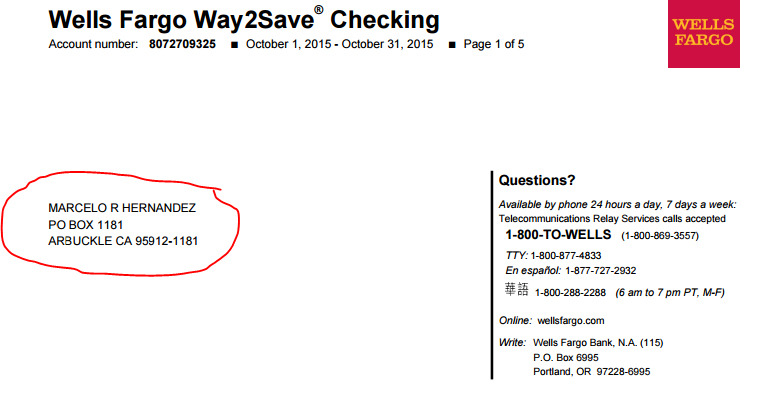 Wells Fargo Way2Save® Checking
Account number: 8072709325 ■ October 1, 2015 - October 31, 2015 ■ Page 1 of 5
WELLS
FARGO
MARCELO R HERNANDEZ
PO BOX 1181
ARBUCKLE CA 95912-1181
Questions?
Available by phone 24 hours a day, 7 days a week:
Telecommunications Relay Services calls accepted
1-800-TO-WELLS (1-800-869-3557)
TTY: 1-800-877-4833
En español: 1-877-727-2932
華語 1-800-288-2288 (6 am to 7 pm PT, M-F)
Online: wellsfargo.com
Write: Wells Fargo Bank, N.A. (115)
P.O. Box 6995
Portland, OR 97228-6995